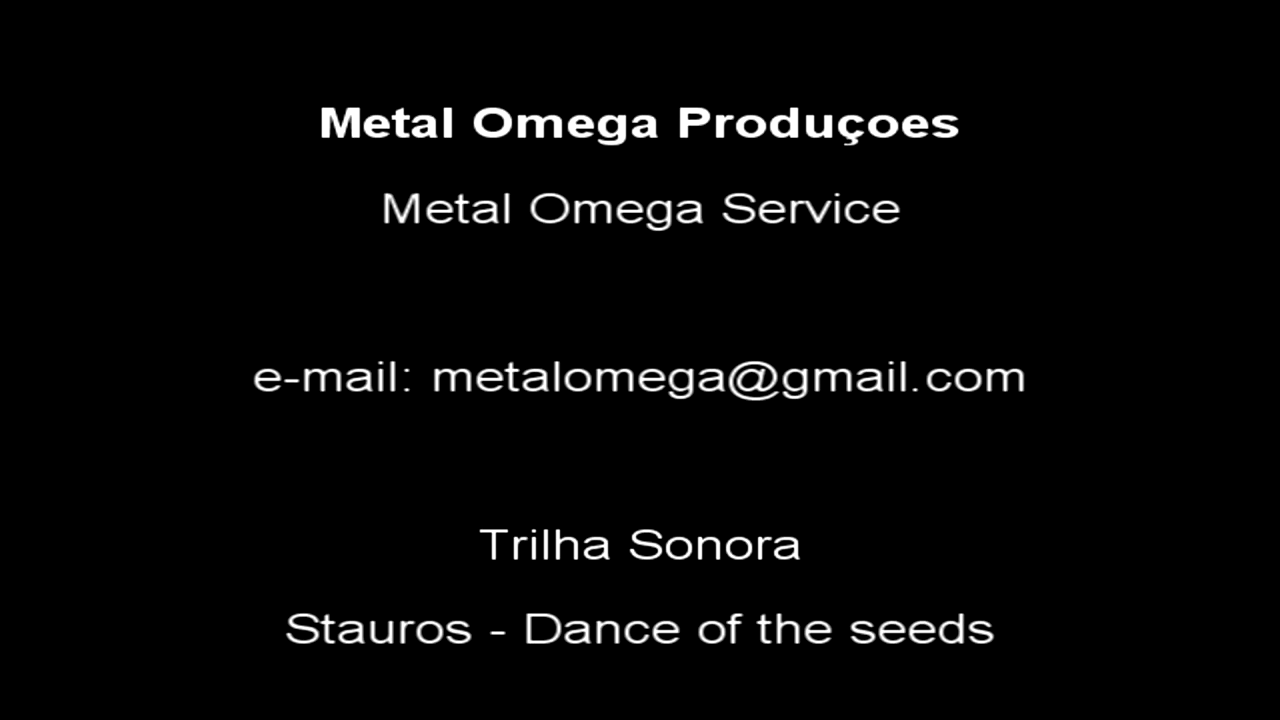 Metal Omega Produçoes
Metal Omega Service
e-mail: metalomega@gmail.com
Trilha Sonora
Stauros - Dance of the seeds